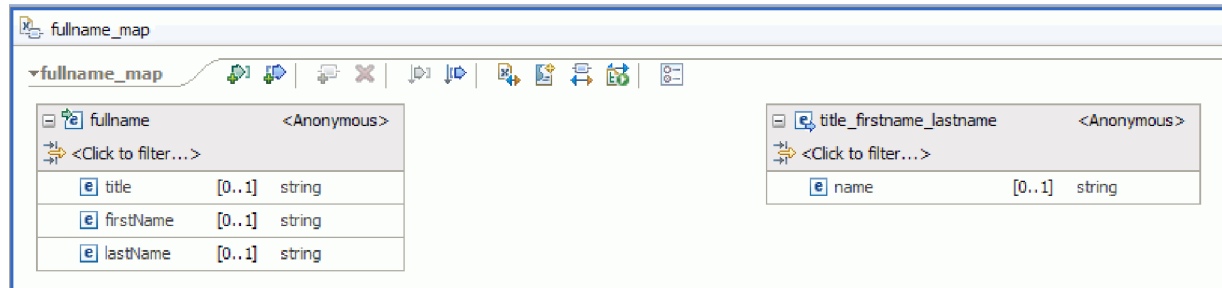 fullname_map
fullname_map
fullname <Anonymous>
<Click to filter...>
title [0..1] string
firstName [0..1] string
lastName [0..1] string
title_firstname_lastname <Anonymous>
<Click to filter...>
name [0..1] string